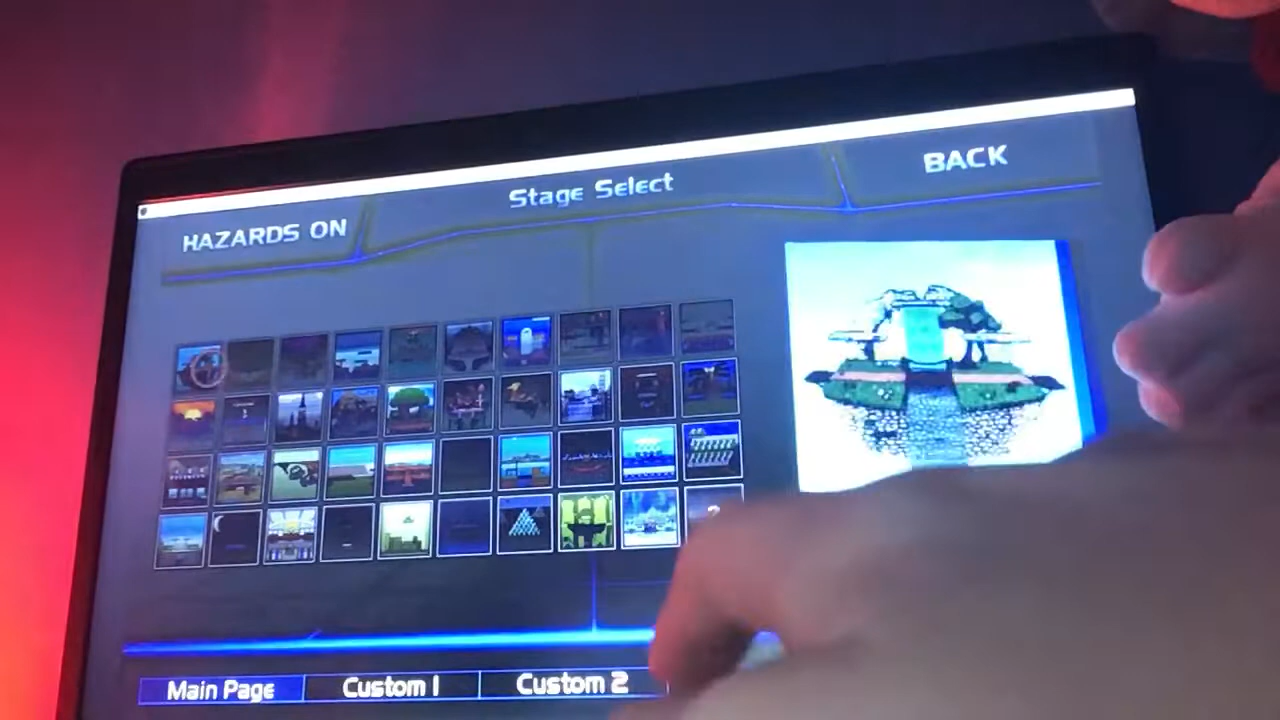 Stage Select
BACK
HAZARDS ON
Main Page
Custom 1
Custom 2